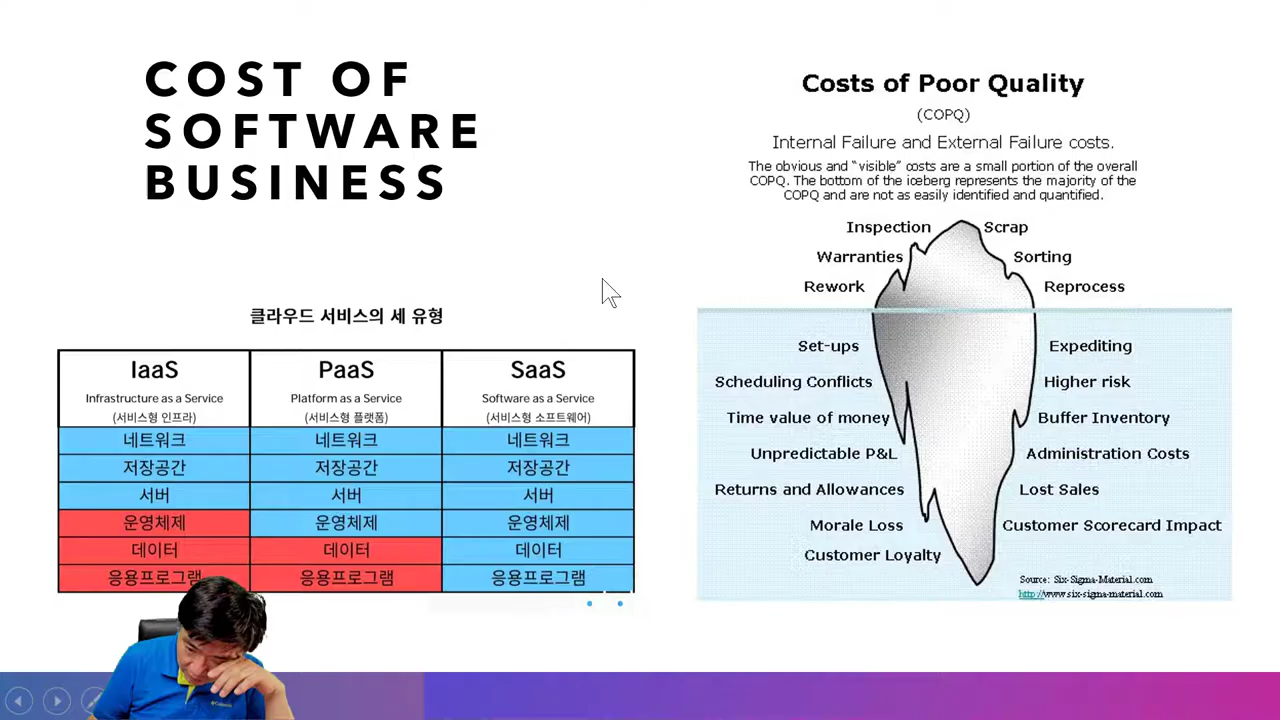 COST OF
SOFTWARE
BUSINESS
클라우드 서비스의 세 유형
IaaS PaaS SaaS
Infrastructure as a Service Platform as a Service Software as a Service
(서비스형 인프라) (서비스형 플랫폼) (서비스형 소프트웨어)
네트워크 네트워크 네트워크
저장공간 저장공간 저장공간
서버 서버 서버
운영체제 운영체제 운영체제
데이터 데이터 데이터
응용프로그램 응용프로그램 응용프로그램
Costs of Poor Quality
(COPQ)
Internal Failure and External Failure costs.
The obvious and "visible" costs are a small portion of the overall
COPQ. The bottom of the iceberg represents the majority of the
COPQ and are not as easily identified and quantified.
Inspection Scrap
Warranties Sorting
Rework Reprocess
Set-ups Expediting
Scheduling Conflicts Higher risk
Time value of money Buffer Inventory
Unpredictable P&L Administration Costs
Returns and Allowances Lost Sales
Morale Loss Customer Scorecard Impact
Customer Loyalty
Source: Six-Sigma-Material.com
http://www.six-sigma-material.com
Columbia